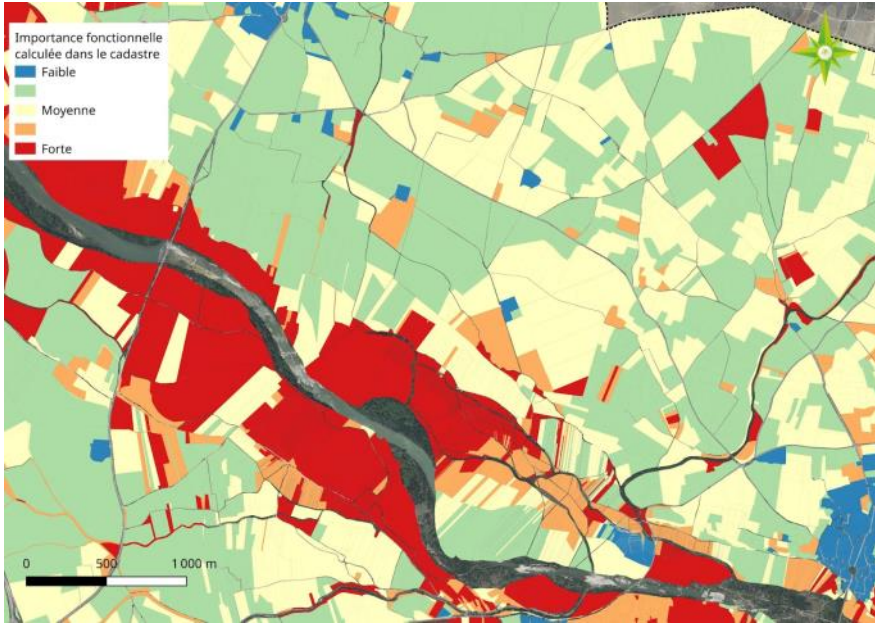 Importance fonctionnelle
calculée dans le cadastre
Faible
Moyenne
Forte
0 500 1 000 m